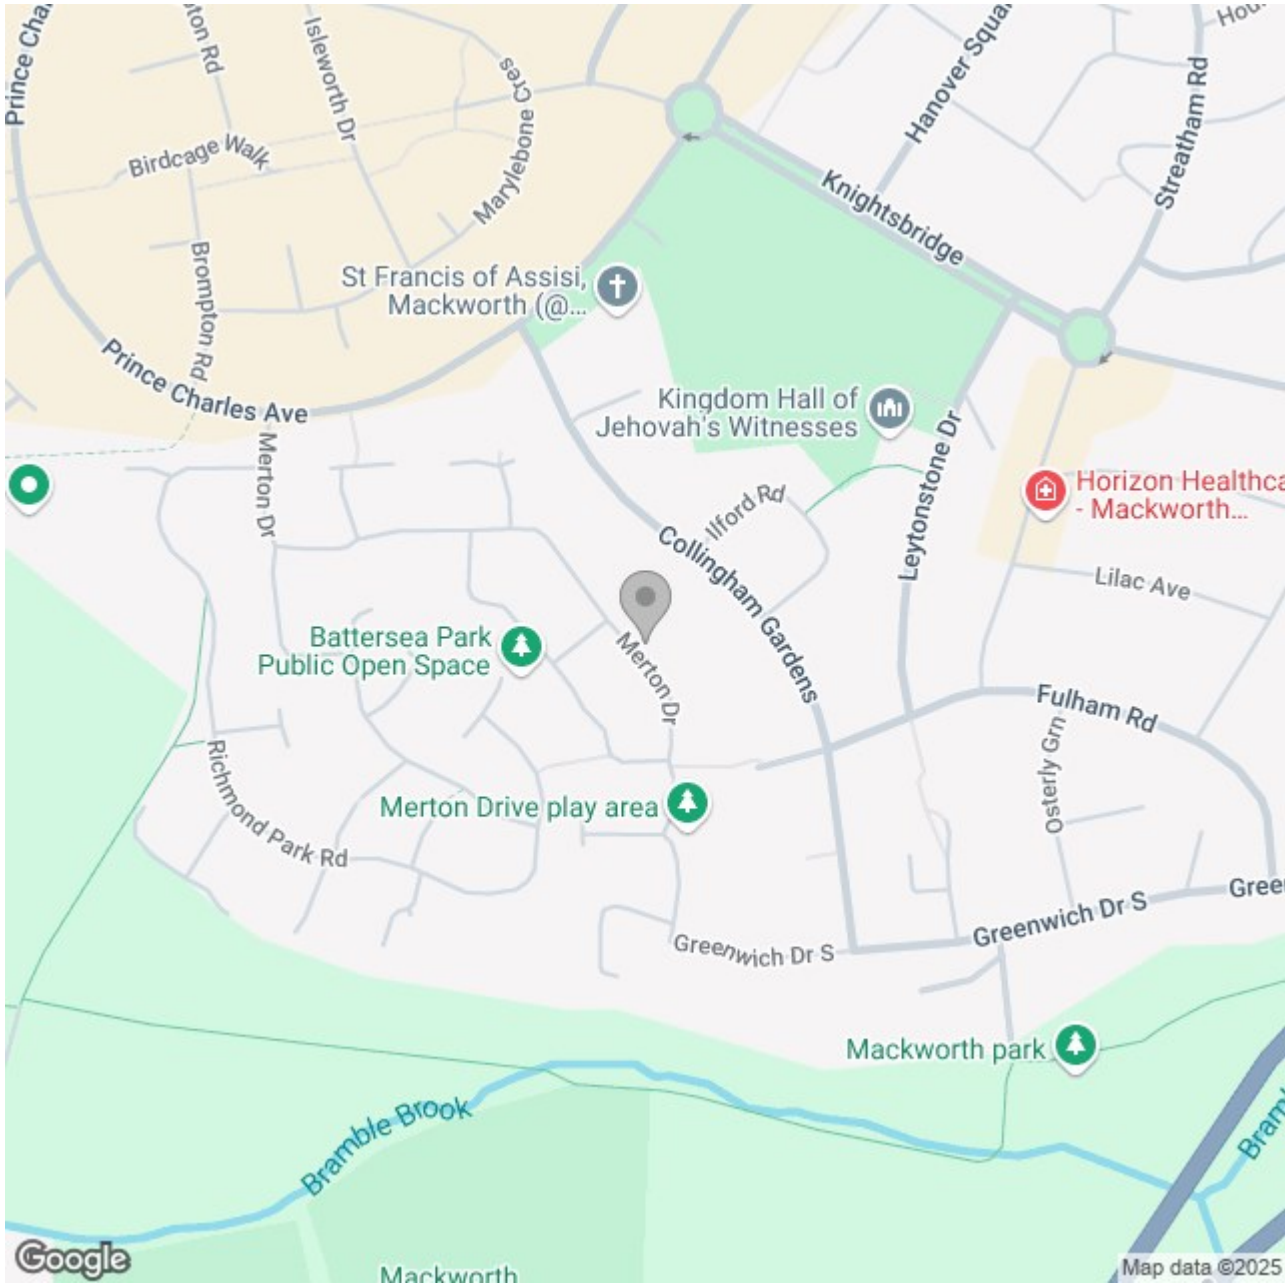 Prince Cha
pton Rd
Isleworth Dr
Marylebone Cres
Birdcage Walk
Hanover Squa
Hou
Streatham Rd
Knightsbridge
St Francis of Assisi,
Mackworth (@...
Brompton Rd
Prince Charles Ave
Merton Dr
Kingdom Hall of
Jehovah's Witnesses
Leytonstone Dr
Horizon Healthca
- Mackworth...
Ilford Rd
Collingham Gardens
Lilac Ave
Battersea Park
Public Open Space
Merton Dr
Fulham Rd
Osterly Grn
Richmond Park Rd
Merton Drive play area
Greenwich Dr S
Greenwich Dr S
Gree
Mackworth park
Bramble Brook
Bramb
Mackworth
Google
Map data ©2025